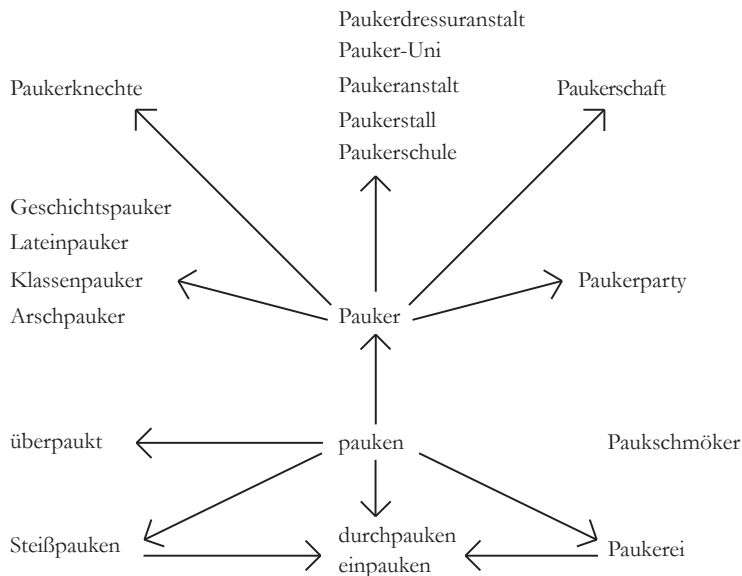 Paukerdressuranstalt
Pauker-Uni
Paukerknechte
Paukeranstalt
Paukerschaft
Paukerstall
Paukerschule
Geschichtspauker
Lateinpauker
Klassenpauker
Paukerparty
Arschpauker
Pauker
überpaukt
pauken
Paukschmöker
Steißpauken
durchpauken
einpauken
Paukerei